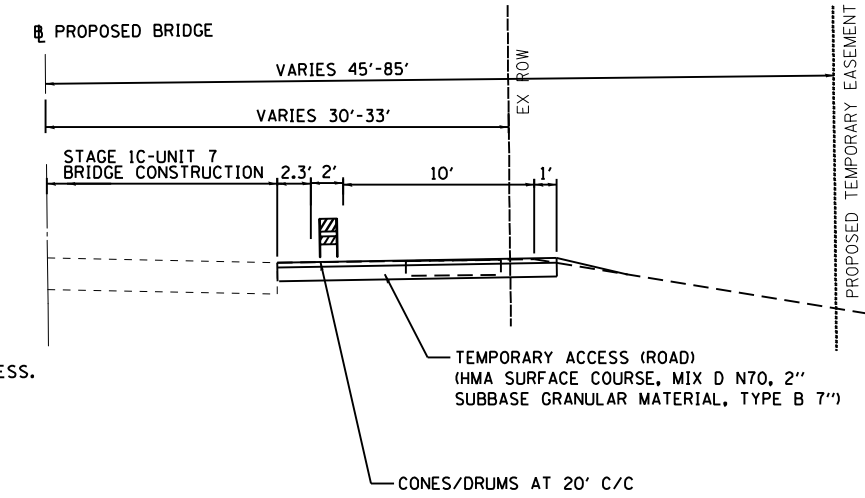 ℄ PROPOSED BRIDGE
VARIES 45'-85'
VARIES 30'-33'
EX ROW
PROPOSED TEMPORARY EASEMENT
STAGE 1C-UNIT 7
BRIDGE CONSTRUCTION
2.3'
2'
10'
1'
ESS.
TEMPORARY ACCESS (ROAD)
(HMA SURFACE COURSE, MIX D N70, 2''
SUBBASE GRANULAR MATERIAL, TYPE B 7'')
CONES/DRUMS AT 20' C/C